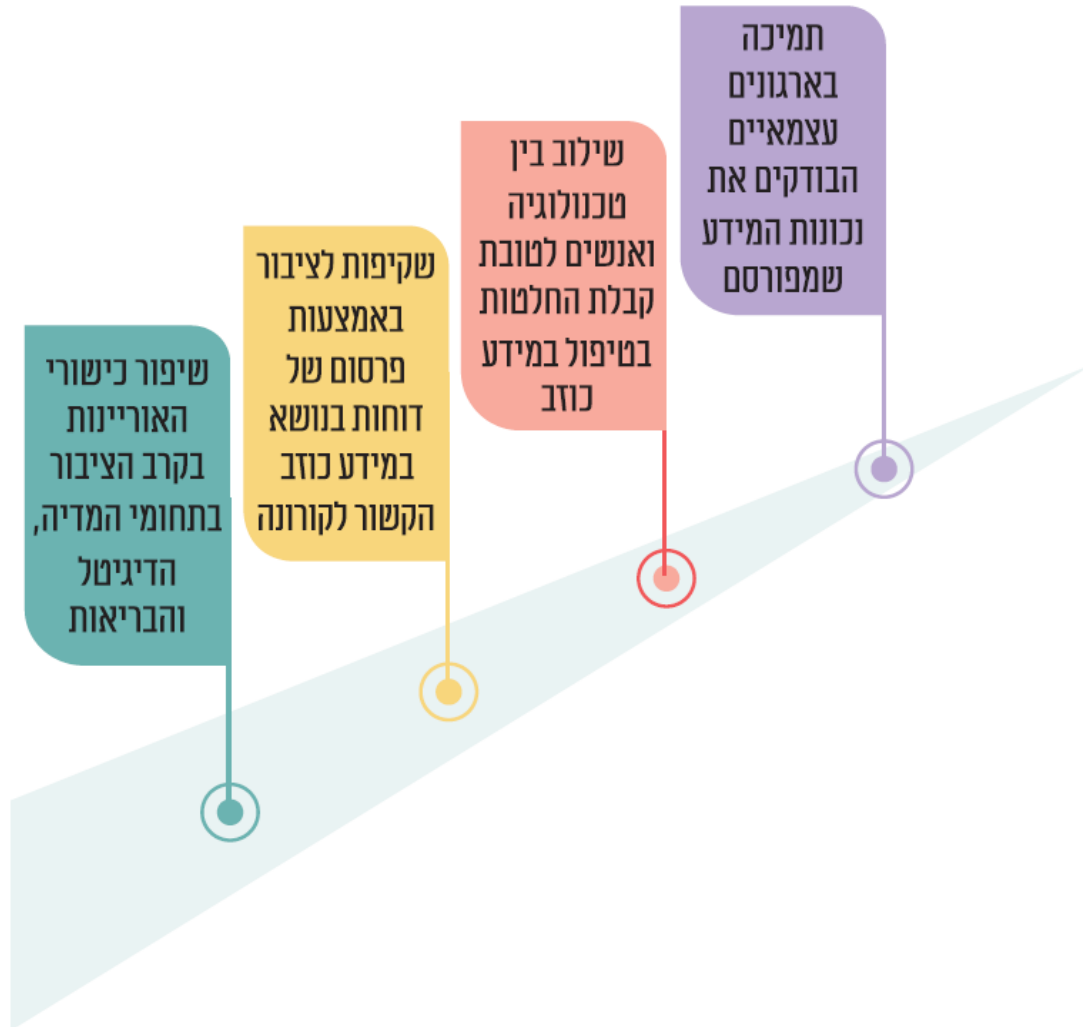 תמיכה
בארגונים
עצמאיים
הבודקים את
נכונות המידע
שמפורסם
שילוב בין
טכנולוגיה
ואנשים לטובת
קבלת החלטות
בטיפול במידע
כוזב
שקיפות לציבור
באמצעות
פרסום של
דוחות בנושא
במידע כוזב
הקשור לקורונה
שיפור כישורי
האוריינות
בקרב הציבור
בתחומי המדיה,
הדיגיטל
והבריאות